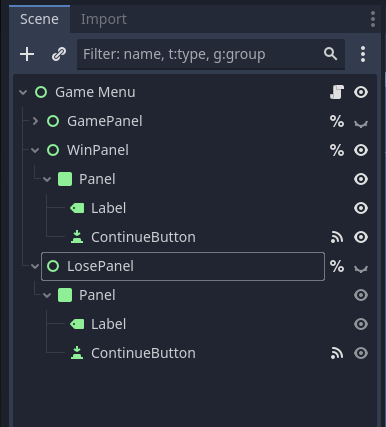 Scene Import
Filter: name, t:type, g:group
Game Menu
GamePanel %
WinPanel %
Panel
Label
ContinueButton
LosePanel %
Panel
Label
ContinueButton